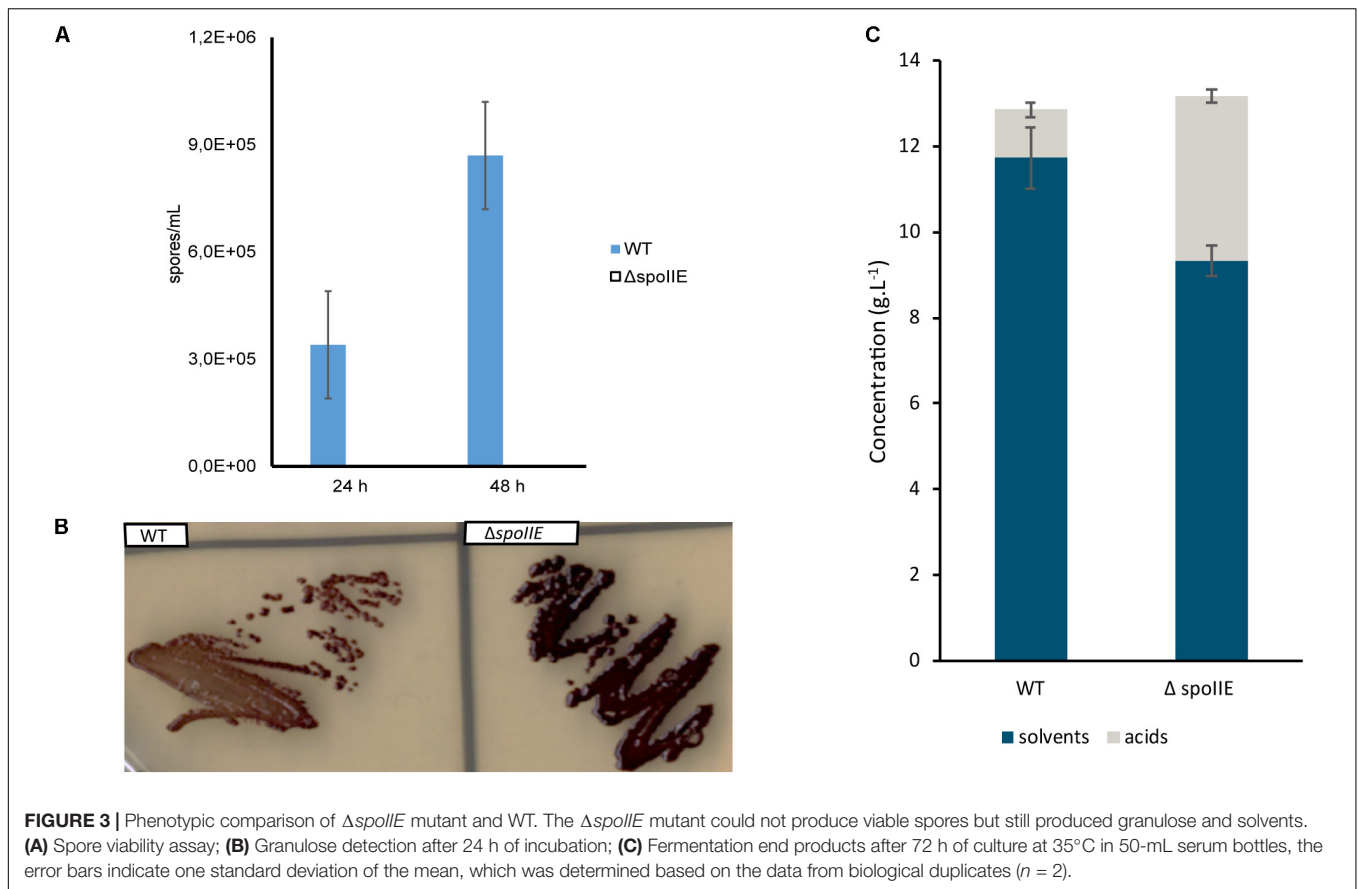 A
1,2E+06
9,0E+05
6,0E+05
3,0E+05
0,0E+00
spores/mL
24 h
48 h
WT
ΔspoIIE
B
WT
ΔspoIIE
C
14
12
10
8
6
4
2
0
Concentration (g.L-1)
WT
Δ spoIIE
solvents
acids
FIGURE 3 | Phenotypic comparison of ΔspoIIE mutant and WT. The ΔspoIIE mutant could not produce viable spores but still produced granulose and solvents.
(A) Spore viability assay; (B) Granulose detection after 24 h of incubation; (C) Fermentation end products after 72 h of culture at 35°C in 50-mL serum bottles, the
error bars indicate one standard deviation of the mean, which was determined based on the data from biological duplicates (n = 2).